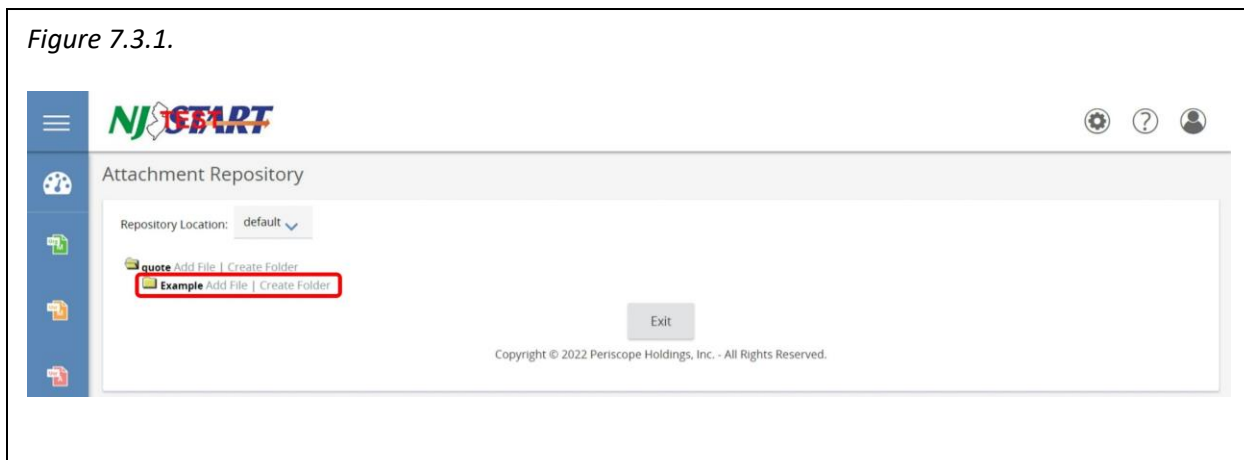 Figure 7.3.1.
NJSTART
TEST
Attachment Repository
Repository Location: default
quote Add File | Create Folder
Example Add File | Create Folder
Exit
Copyright © 2022 Periscope Holdings, Inc. - All Rights Reserved.